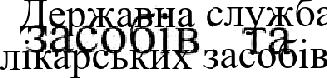 Державна служба
засобів та
лікарських засобів